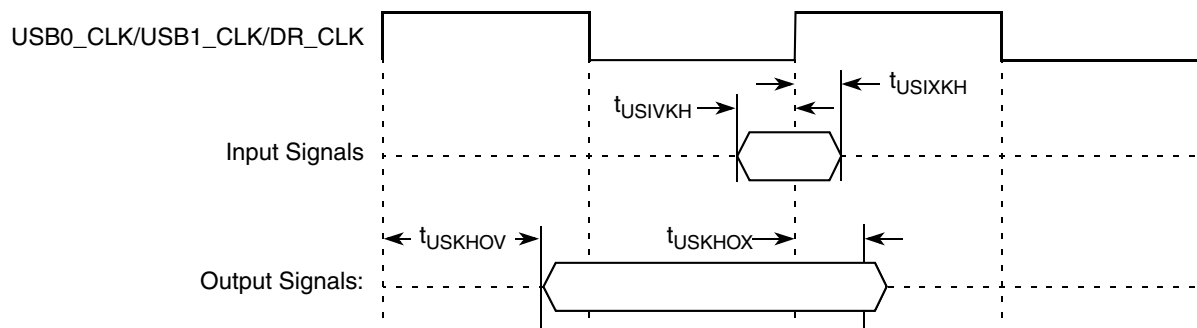 USB0_CLK/USB1_CLK/DR_CLK
tUSIXKH
tUSIVKH
Input Signals
tUSKHOV
tUSKHOX
Output Signals: